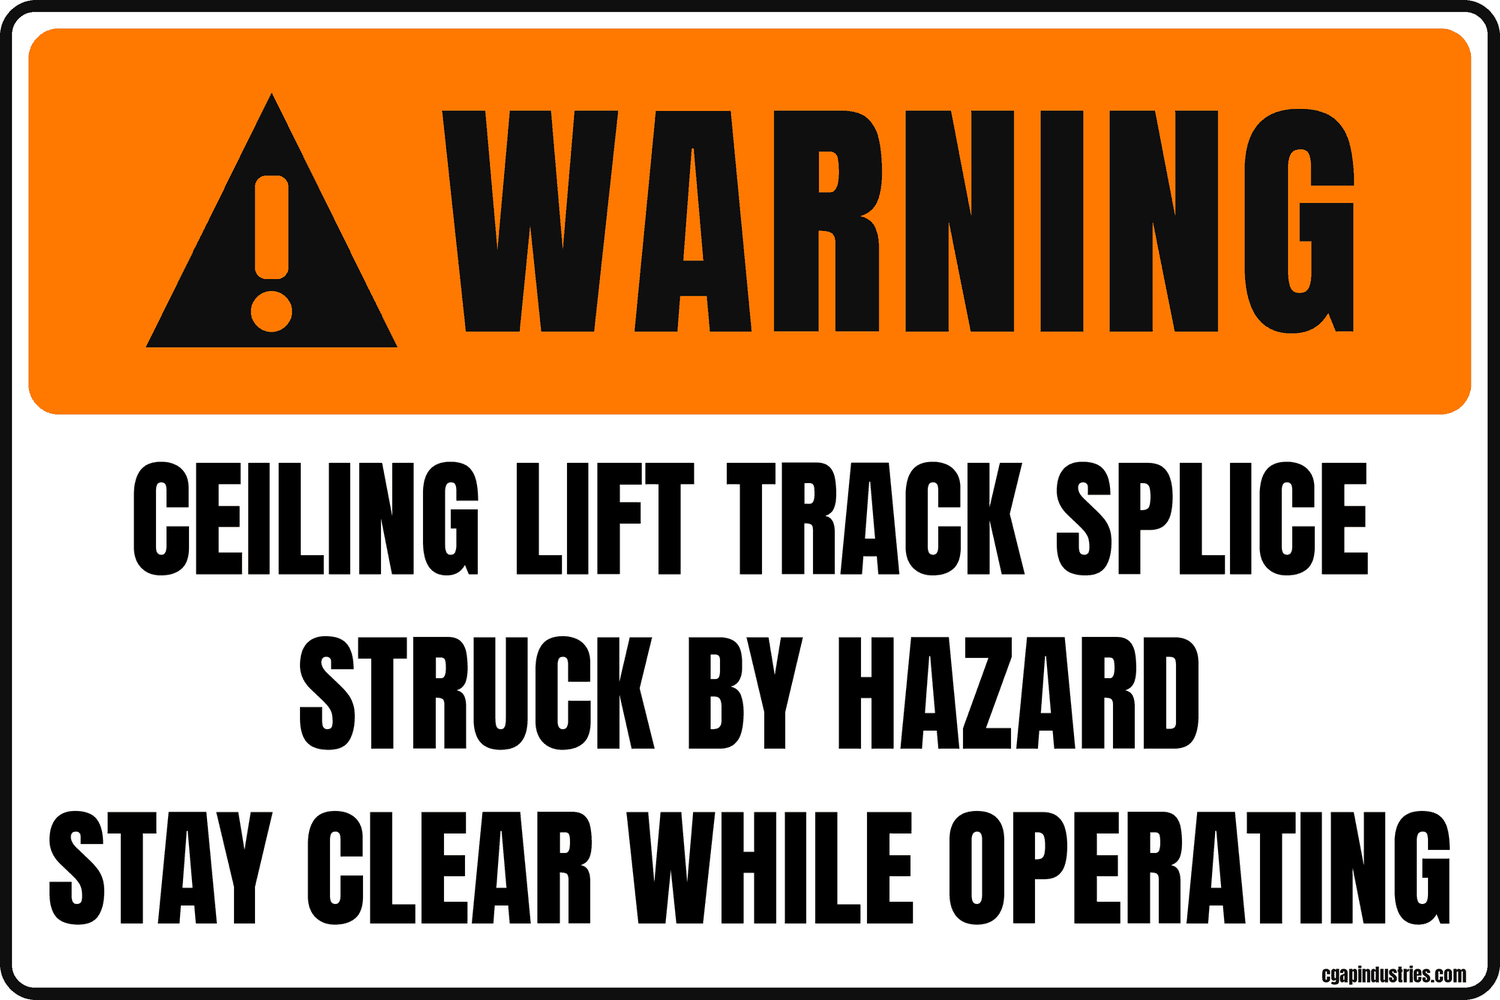 WARNING
CEILING LIFT TRACK SPLICE
STRUCK BY HAZARD
STAY CLEAR WHILE OPERATING
cgapindustries.com